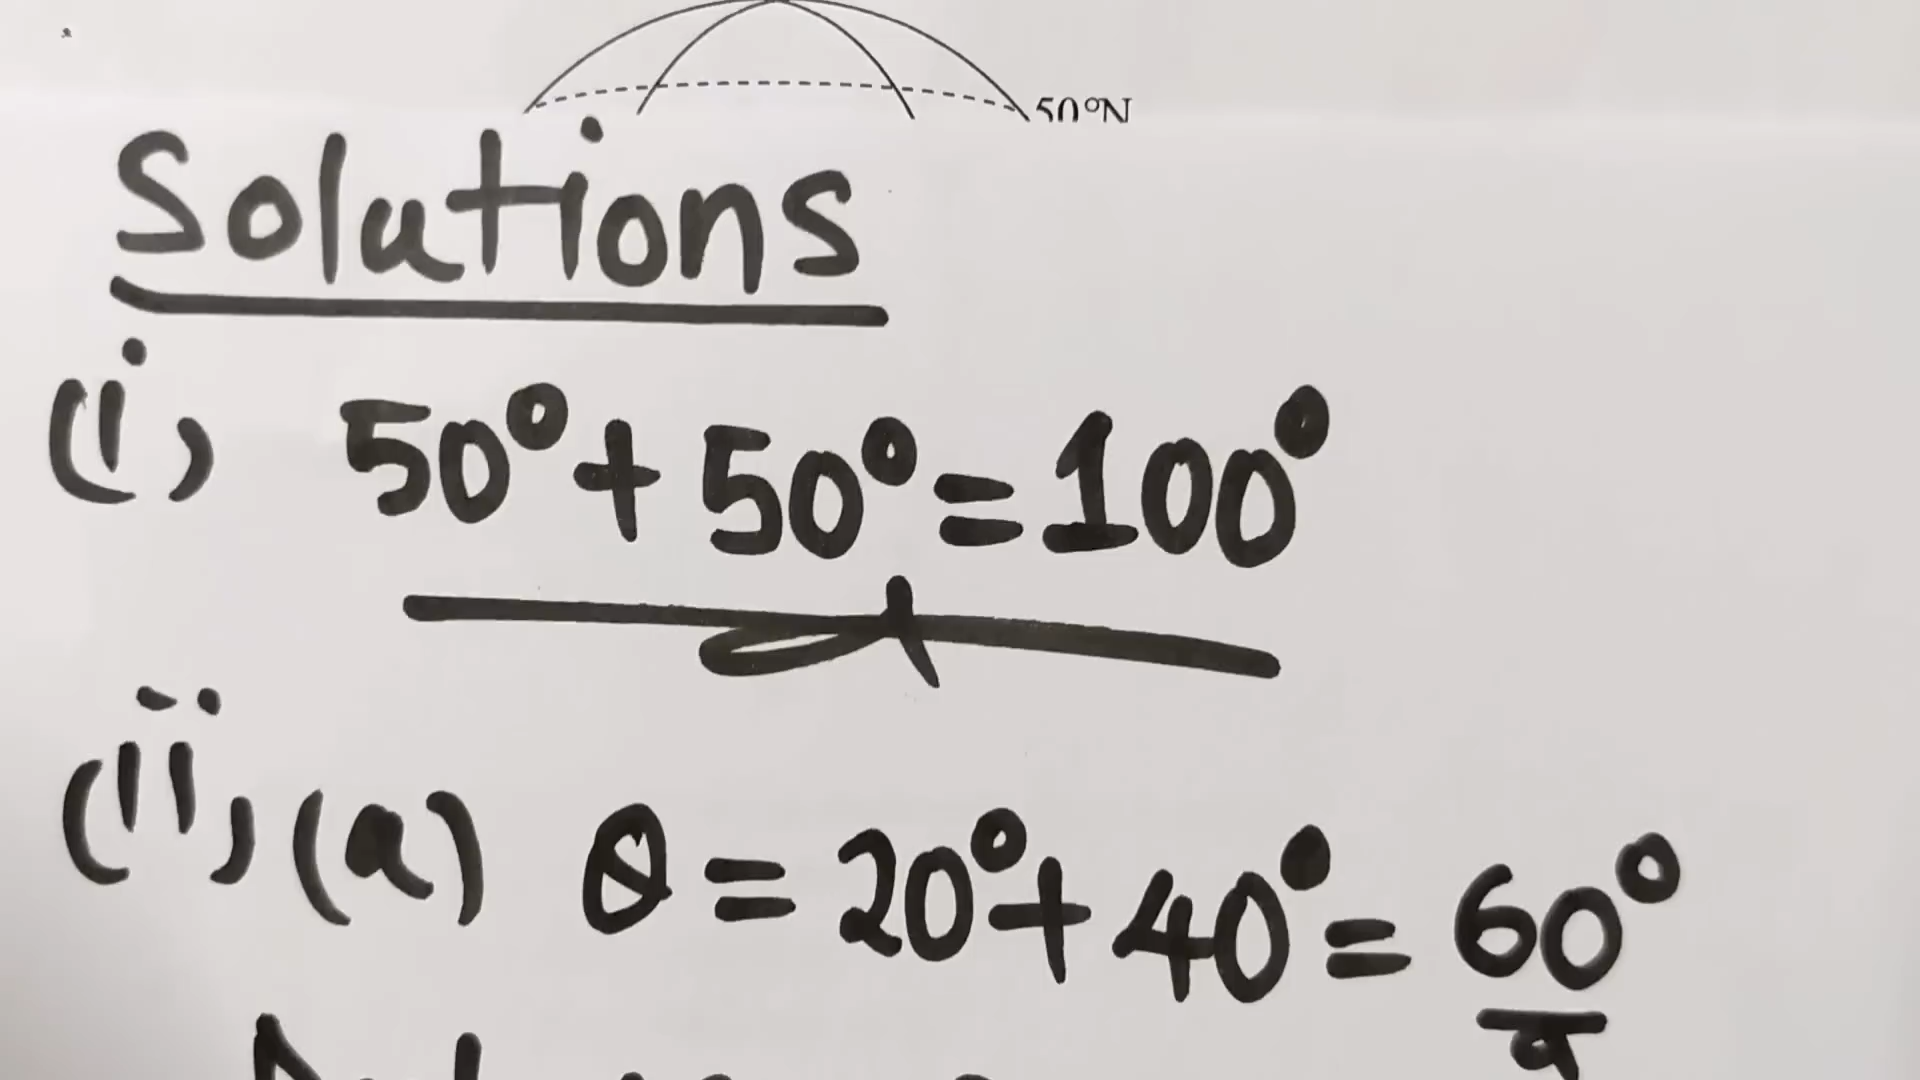 50°N
Solutions
(i) 50° + 50° = 100°
(ii) (a) θ = 20° + 40° = 60°